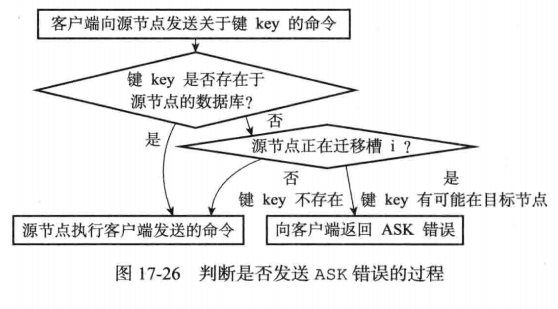 客户端向源节点发送关于键 key 的命令
键 key 是否存在于
源节点的数据库？
是
否
源节点正在迁移槽 i ？
否
键 key 不存在
是
键 key 有可能在目标节点
源节点执行客户端发送的命令
向客户端返回 ASK 错误
图 17-26 判断是否发送 ASK 错误的过程